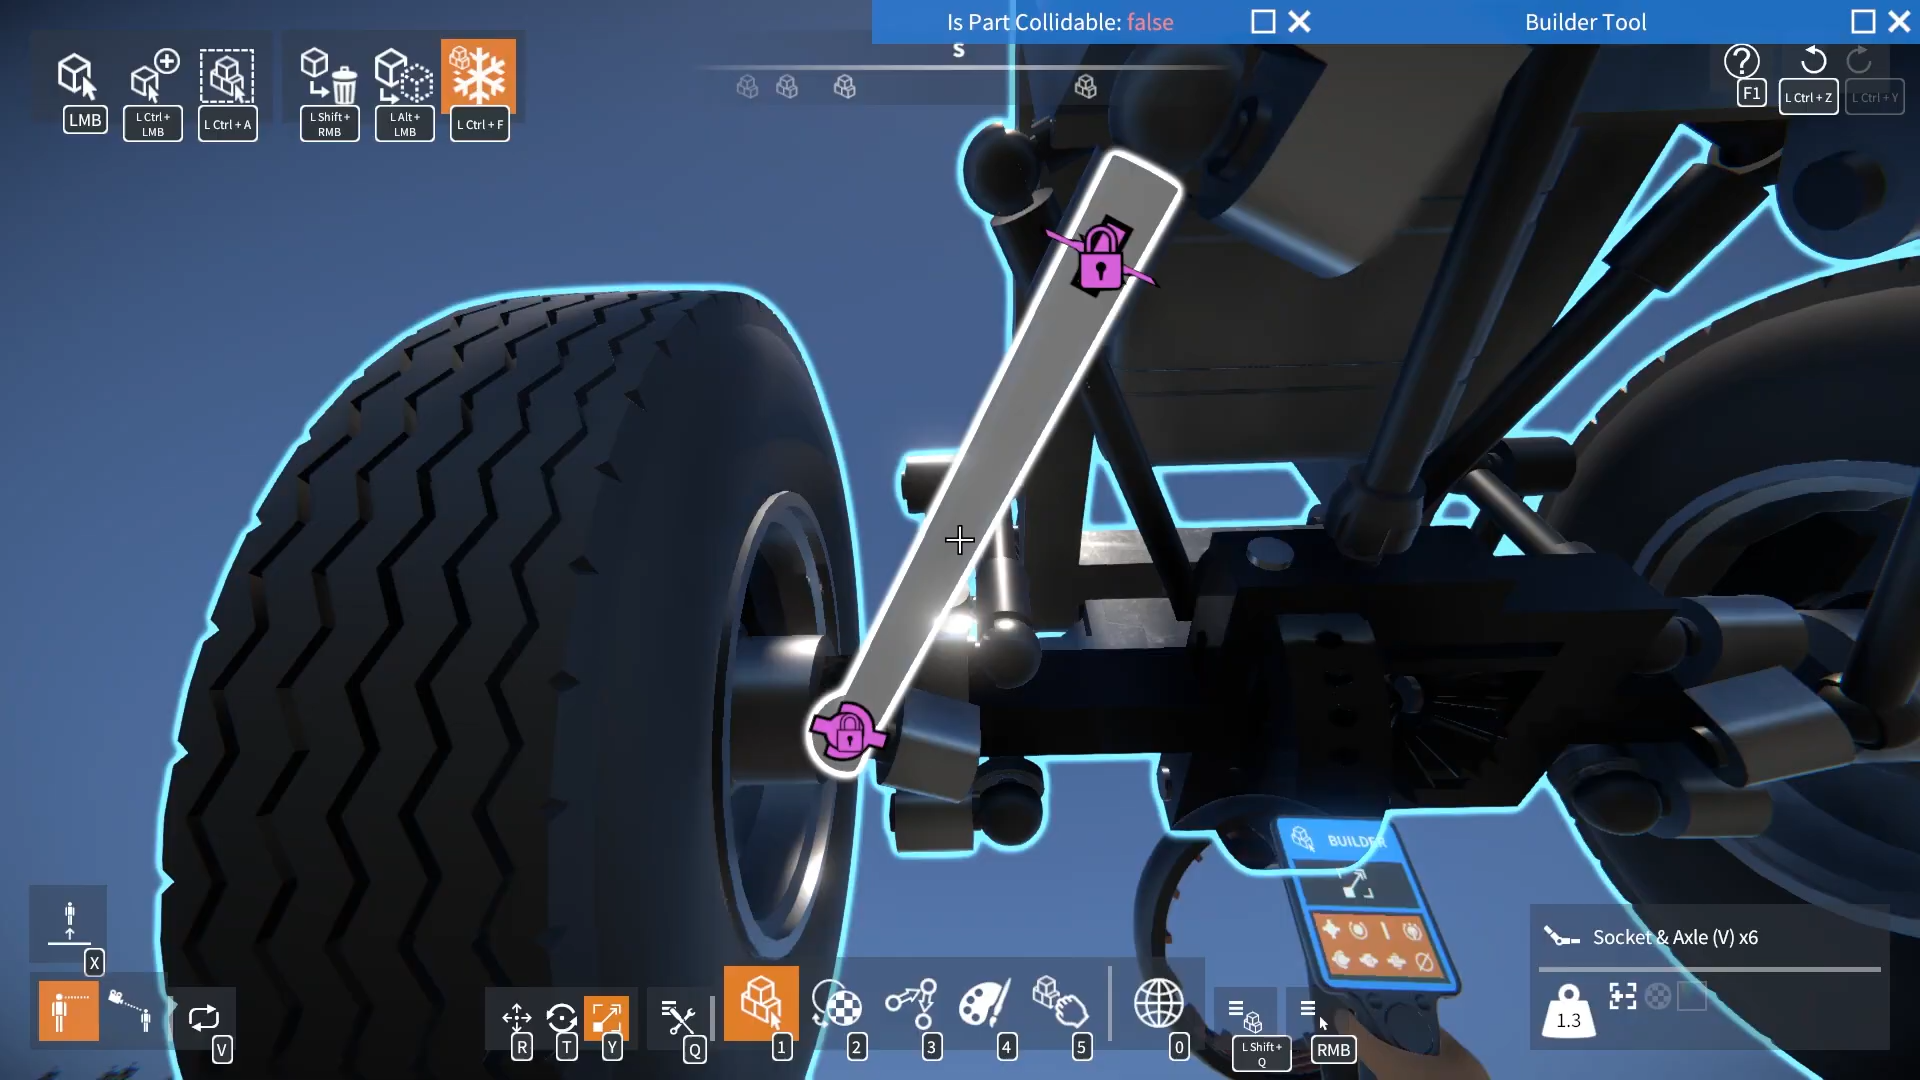 Is Part Collidable: false
Builder Tool
S
LMB
L Ctrl +
LMB
L Ctrl + A
L Shift +
RMB
L Alt +
LMB
L Ctrl + F
F1
L Ctrl + Z
L Ctrl + Y
BUILDER
Socket & Axle (V) x6
1.3
X
V
R
T
Y
Q
1
2
3
4
5
0
L Shift +
Q
RMB